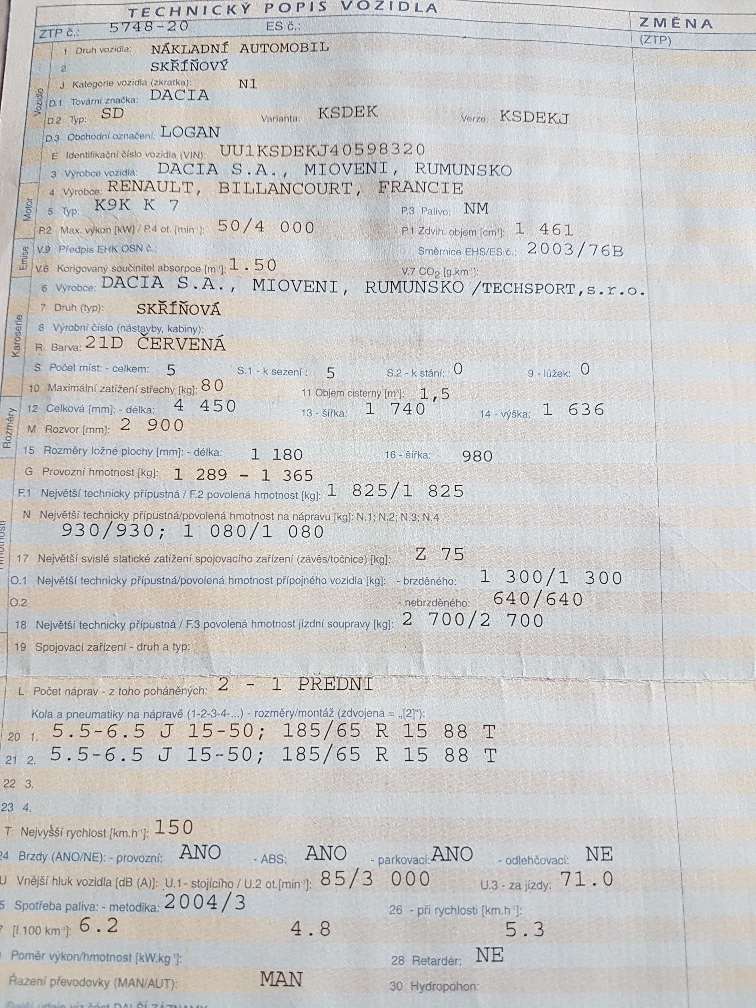 TECHNICKÝ POPIS VOZIDLA
ZMĚNA
ZTP č.: 5748-20 ES č.: (ZTP)
1 Druh vozidla: NÁKLADNÍ AUTOMOBIL
2 SKŘÍŇOVÝ
J Kategorie vozidla (zkratka): N1
Vozidlo
D.1 Tovární značka: DACIA
D.2 Typ: SD Varianta: KSDEK Verze: KSDEKJ
D.3 Obchodní označení: LOGAN
E Identifikační číslo vozidla (VIN): UU1KSDEKJ40598320
3 Výrobce vozidla: DACIA S.A., MIOVENI, RUMUNSKO
Motor
4 Výrobce: RENAULT, BILLANCOURT, FRANCIE
5 Typ: K9K K 7 P.3 Palivo: NM
P.2 Max. výkon [kW] / P.4 ot. [min⁻¹]: 50/4 000 P.1 Zdvih. objem [cm³]: 1 461
Emise
V.9 Předpis EHK OSN č.: Směrnice EHS/ES č.: 2003/76B
V.6 Korigovaný součinitel absorpce [m⁻¹]: 1.50 V.7 CO₂ [g.km⁻¹]:
Karoserie
6 Výrobce: DACIA S.A., MIOVENI, RUMUNSKO /TECHSPORT,s.r.o.
7 Druh (typ): SKŘÍŇOVÁ
8 Výrobní číslo (nástavby, kabiny):
R Barva: 21D ČERVENÁ
S Počet míst: - celkem: 5 S.1 - k sezení: 5 S.2 - k stání: 0 9 - lůžek: 0
10 Maximální zatížení střechy [kg]: 80 11 Objem cisterny [m³]: 1,5
Rozměry
12 Celková [mm]: - délka: 4 450 13 - šířka: 1 740 14 - výška: 1 636
M Rozvor [mm]: 2 900
15 Rozměry ložné plochy [mm]: - délka: 1 180 16 - šířka: 980
G Provozní hmotnost [kg]: 1 289 - 1 365
F.1 Největší technicky přípustná / F.2 povolená hmotnost [kg]: 1 825/1 825
N Největší technicky přípustná/povolená hmotnost na nápravu [kg]: N.1; N.2; N.3; N.4
930/930; 1 080/1 080
17 Největší svislé statické zatížení spojovacího zařízení (závěs/točnice) [kg]: Z 75
O.1 Největší technicky přípustná/povolená hmotnost přípojného vozidla [kg]: - brzděného: 1 300/1 300
O.2 - nebrzděného: 640/640
18 Největší technicky přípustná / F.3 povolená hmotnost jízdní soupravy [kg]: 2 700/2 700
19 Spojovací zařízení - druh a typ:
L Počet náprav - z toho poháněných: 2 - 1 PŘEDNÍ
Kola a pneumatiky na nápravě (1-2-3-4-...) - rozměry/montáž (zdvojená = „[2]"):
20 1. 5.5-6.5 J 15-50; 185/65 R 15 88 T
21 2. 5.5-6.5 J 15-50; 185/65 R 15 88 T
22 3.
23 4.
T Nejvyšší rychlost [km.h⁻¹]: 150
24 Brzdy (ANO/NE): - provozní: ANO - ABS: ANO - parkovací: ANO - odlehčovací: NE
U Vnější hluk vozidla [dB (A)]: U.1 - stojícího / U.2 ot.[min⁻¹]: 85/3 000 U.3 - za jízdy: 71.0
5 Spotřeba paliva: - metodika: 2004/3 26 - při rychlosti [km.h⁻¹]:
7 [l.100 km⁻¹]: 6.2 4.8 5.3
Poměr výkon/hmotnost [kW.kg⁻¹]: 28 Retardér: NE
Řazení převodovky (MAN/AUT): MAN 30 Hydropohon: